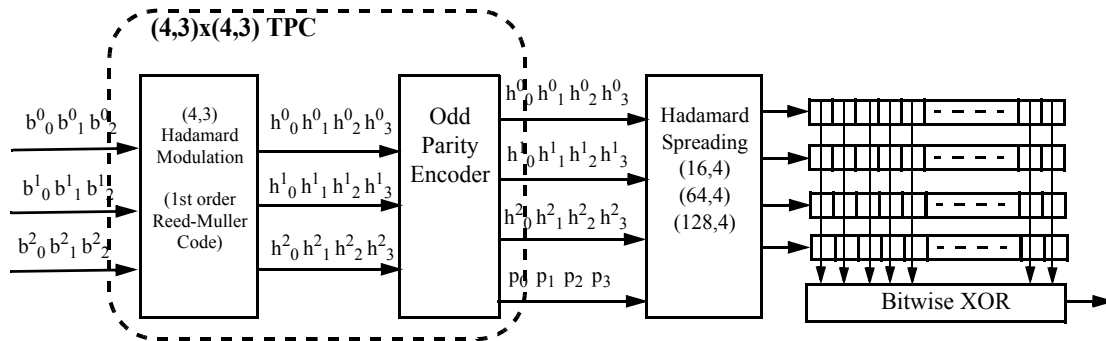 (4,3)x(4,3) TPC
b⁰₀ b⁰₁ b⁰₂
b¹₀ b¹₁ b¹₂
b²₀ b²₁ b²₂
(4,3)
Hadamard
Modulation
(1st order
Reed-Muller
Code)
h⁰₀ h⁰₁ h⁰₂ h⁰₃
h¹₀ h¹₁ h¹₂ h¹₃
h²₀ h²₁ h²₂ h²₃
Odd
Parity
Encoder
h⁰₀ h⁰₁ h⁰₂ h⁰₃
h¹₀ h¹₁ h¹₂ h¹₃
h²₀ h²₁ h²₂ h²₃
p₀ p₁ p₂ p₃
Hadamard
Spreading
(16,4)
(64,4)
(128,4)
Bitwise XOR